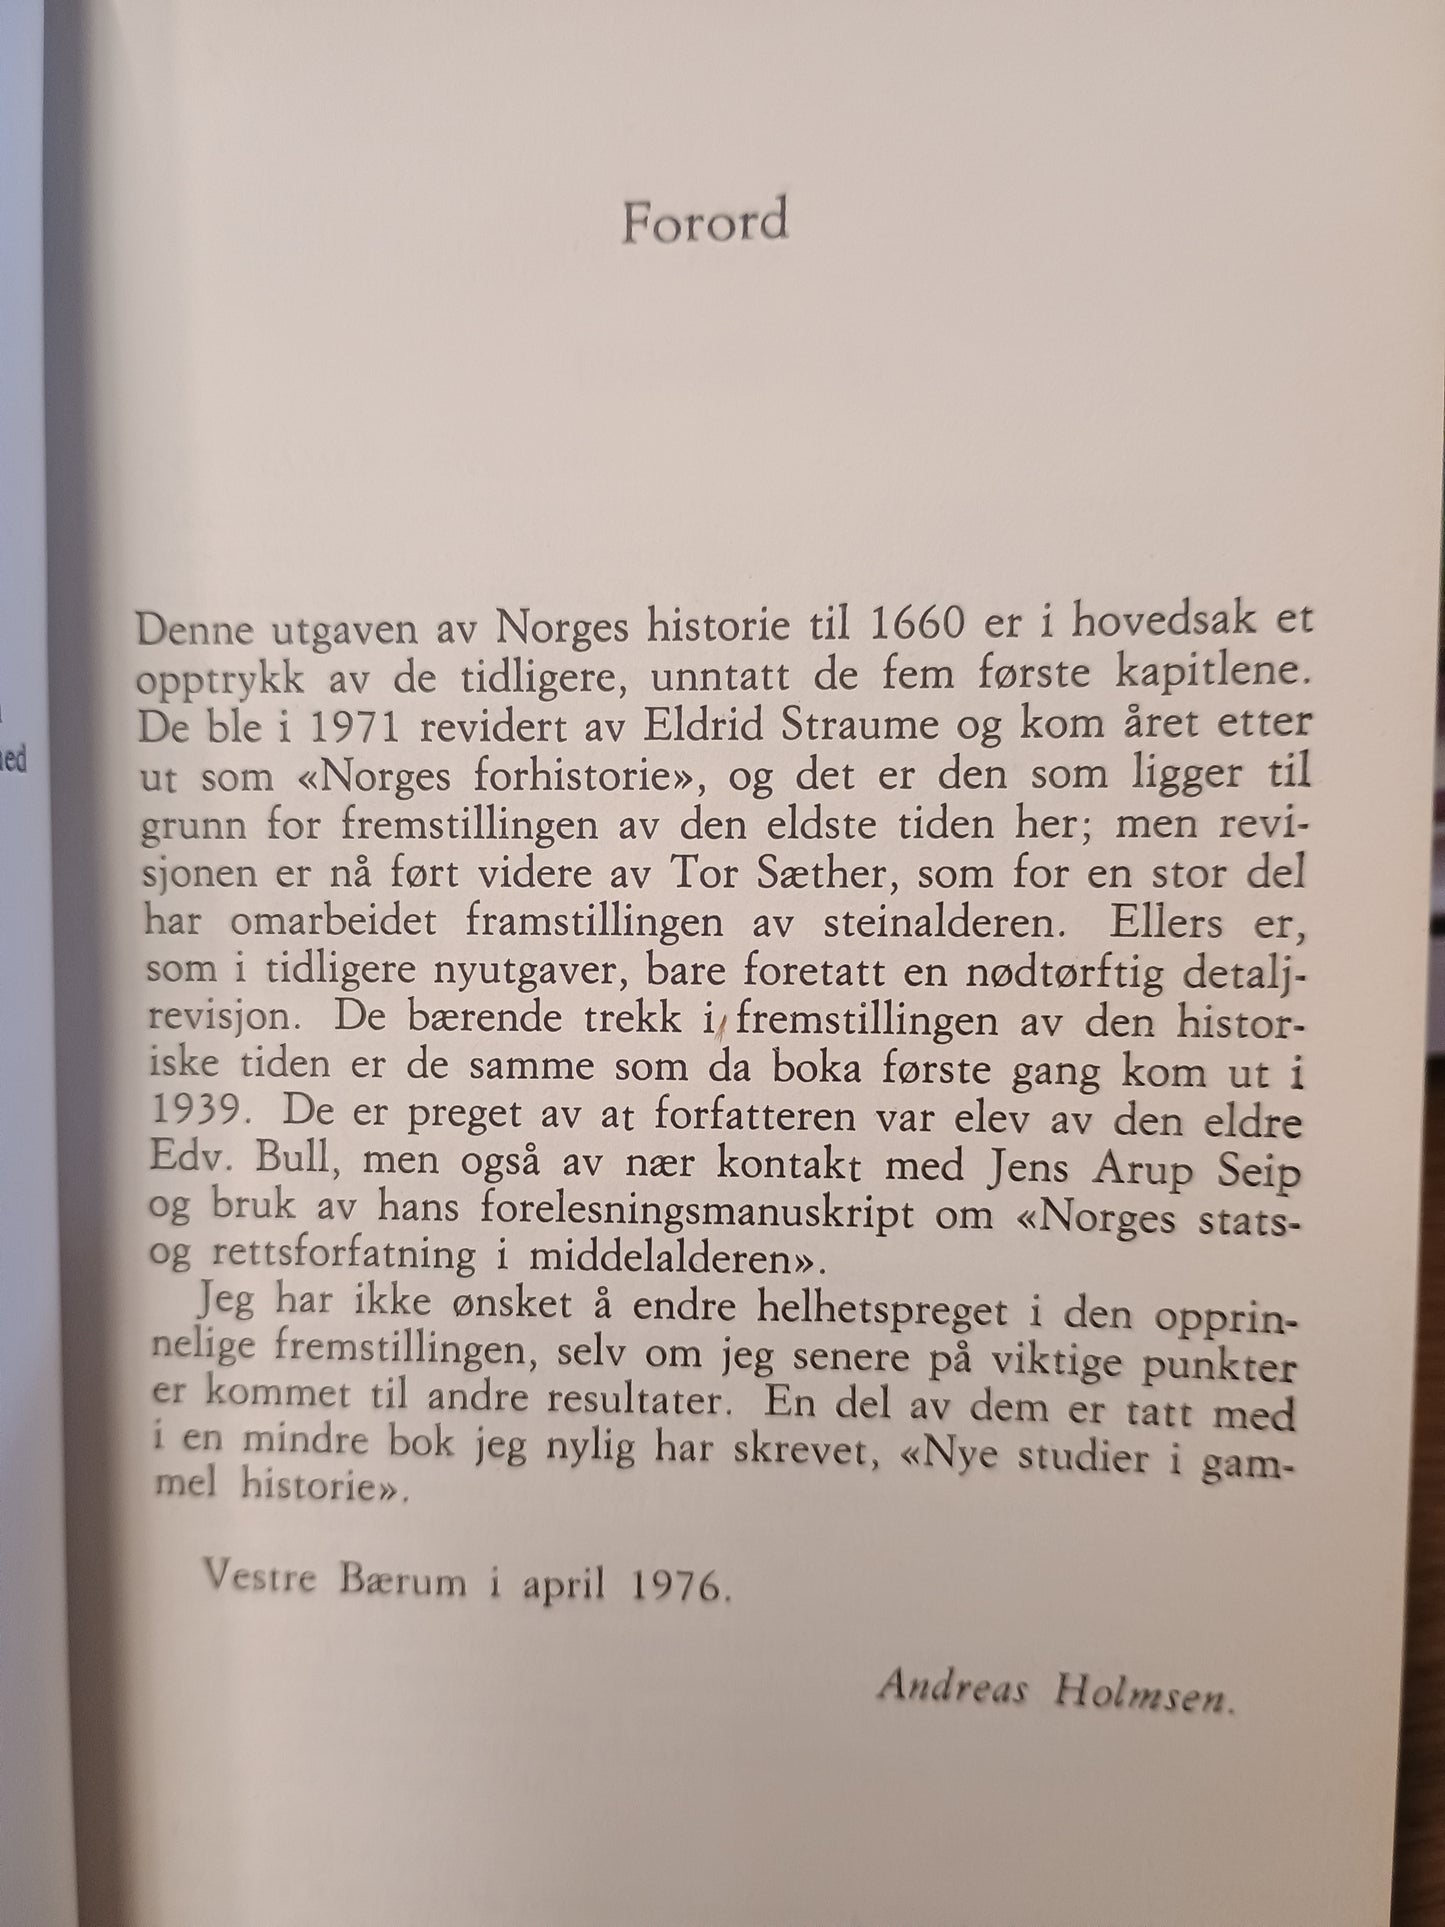 ned
Forord
Denne utgaven av Norges historie til 1660 er i hovedsak et
opptrykk av de tidligere, unntatt de fem første kapitlene.
De ble i 1971 revidert av Eldrid Straume og kom året etter
ut som «Norges forhistorie», og det er den som ligger til
grunn for fremstillingen av den eldste tiden her; men revi-
sjonen er nå ført videre av Tor Sæther, som for en stor del
har omarbeidet framstillingen av steinalderen. Ellers er,
som i tidligere nyutgaver, bare foretatt en nødtørftig detalj-
revisjon. De bærende trekk i fremstillingen av den histor-
iske tiden er de samme som da boka første gang kom ut i
1939. De er preget av at forfatteren var elev av den eldre
Edv. Bull, men også av nær kontakt med Jens Arup Seip
og bruk av hans forelesningsmanuskript om «Norges stats-
og rettsforfatning i middelalderen».
Jeg har ikke ønsket å endre helhetspreget i den opprin-
nelige fremstillingen, selv om jeg senere på viktige punkter
er kommet til andre resultater. En del av dem er tatt med
i en mindre bok jeg nylig har skrevet, «Nye studier i gam-
mel historie».
Vestre Bærum i april 1976.
Andreas Holmsen.